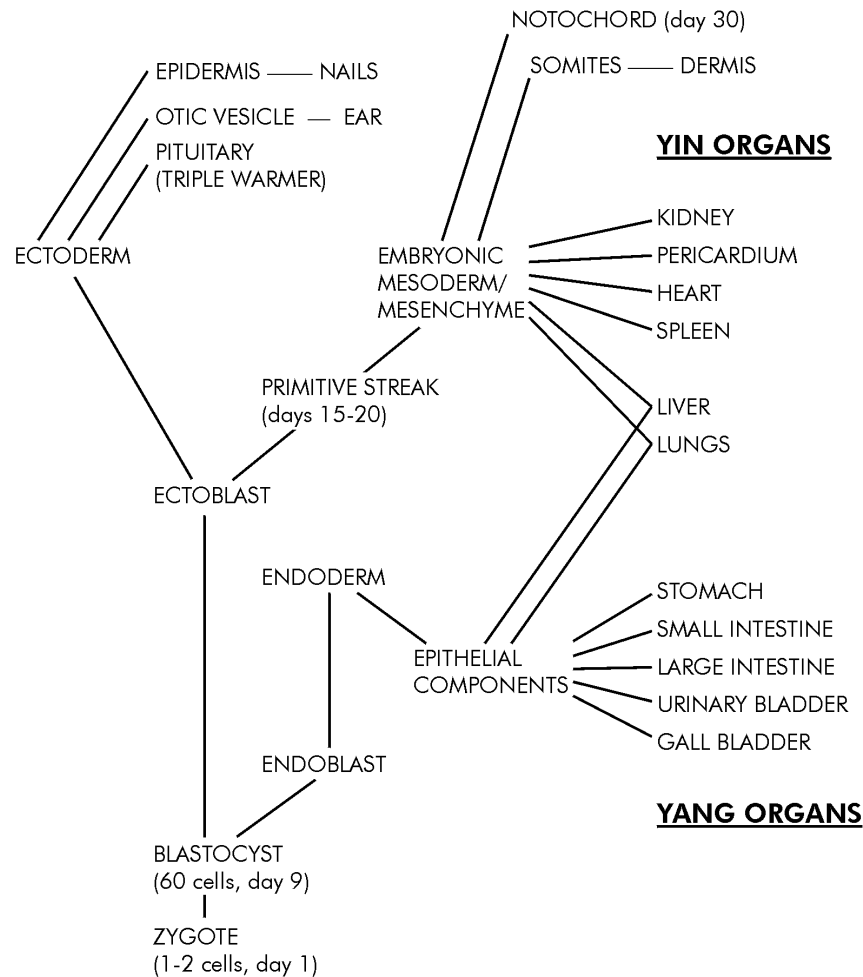 NOTOCHORD (day 30)
EPIDERMIS — NAILS
SOMITES — DERMIS
OTIC VESICLE — EAR
PITUITARY
(TRIPLE WARMER)
YIN ORGANS
ECTODERM
EMBRYONIC
MESODERM/
MESENCHYME
KIDNEY
PERICARDIUM
HEART
SPLEEN
PRIMITIVE STREAK
(days 15-20)
LIVER
LUNGS
ECTOBLAST
ENDODERM
EPITHELIAL
COMPONENTS
STOMACH
SMALL INTESTINE
LARGE INTESTINE
URINARY BLADDER
GALL BLADDER
ENDOBLAST
YANG ORGANS
BLASTOCYST
(60 cells, day 9)
ZYGOTE
(1-2 cells, day 1)